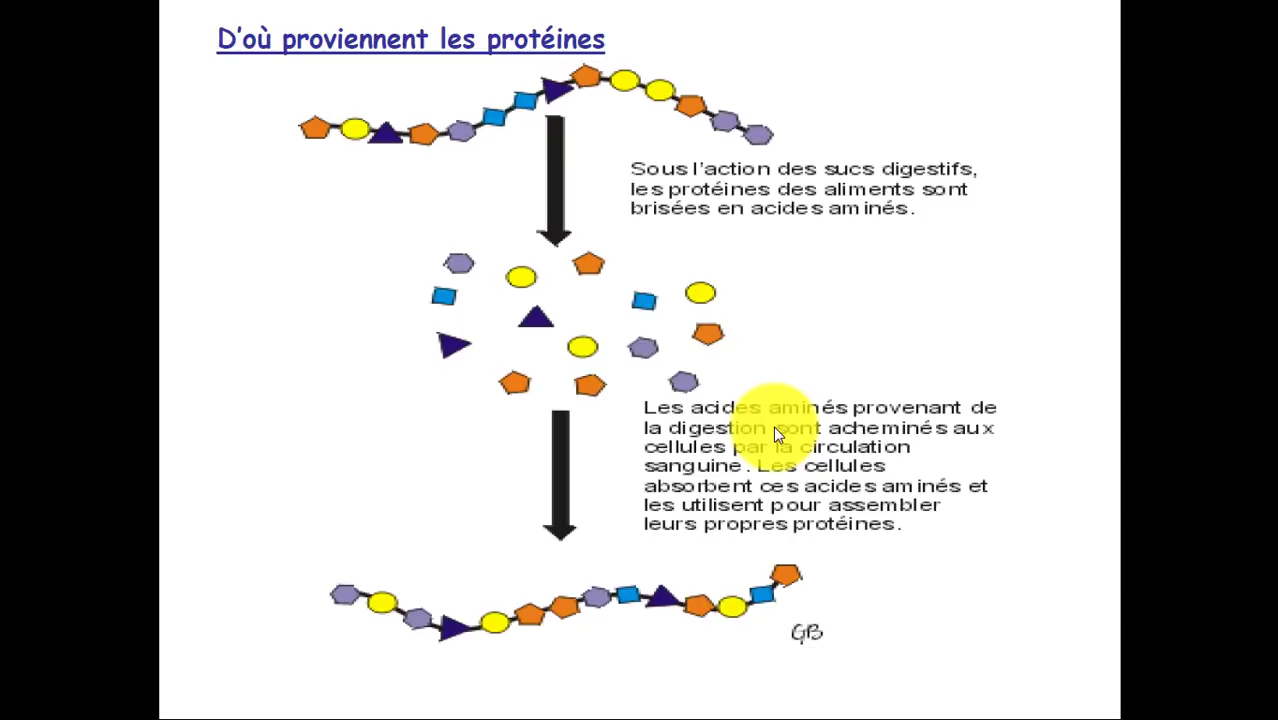 D'où proviennent les protéines
Sous l'action des sucs digestifs,
les protéines des aliments sont
brisées en acides aminés.
Les acides aminés provenant de
la digestion sont acheminés aux
cellules par la circulation
sanguine. Les cellules
absorbent ces acides aminés et
les utilisent pour assembler
leurs propres protéines.
GB